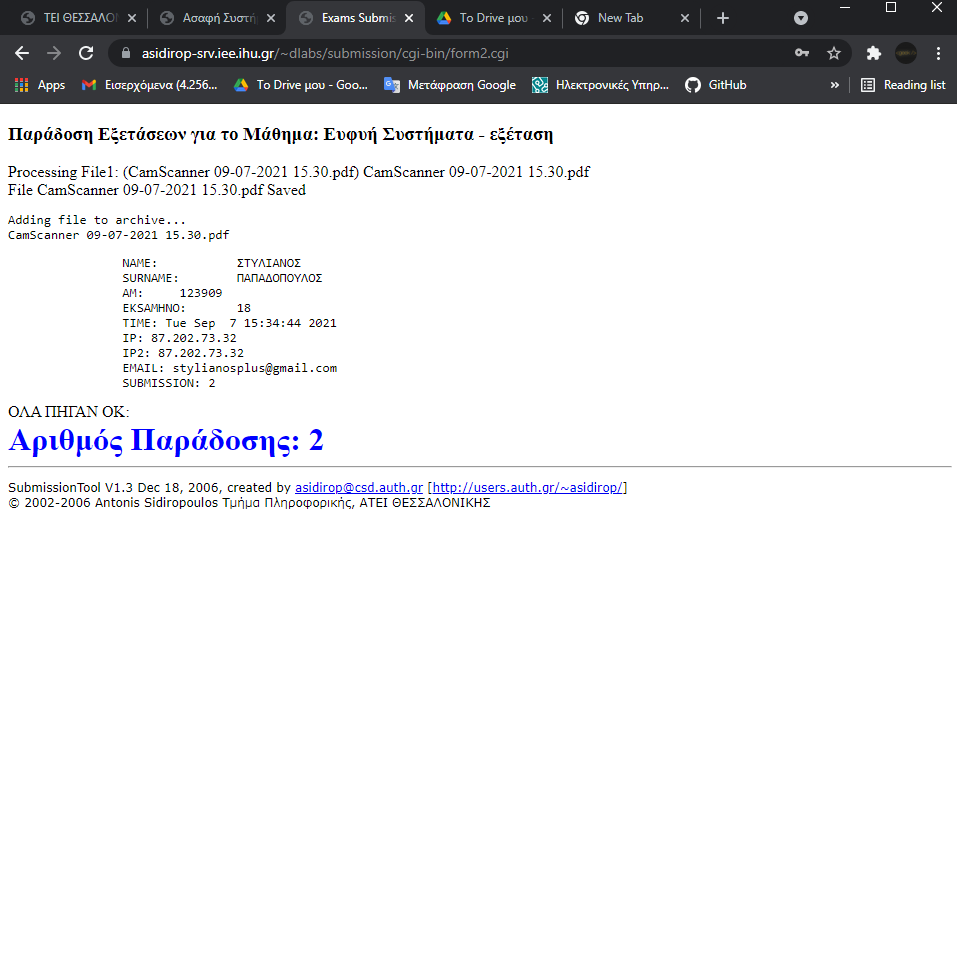 ΤΕΙ ΘΕΣΣΑΛΟΝ
Ασαφή Συστή
Exams Submis
Το Drive μου
New Tab
asidirop-srv.iee.ihu.gr/~dlabs/submission/cgi-bin/form2.cgi
Apps
Εισερχόμενα (4.256...
Το Drive μου - Goo...
Μετάφραση Google
Ηλεκτρονικές Υπηρ...
GitHub
»
Reading list
Παράδοση Εξετάσεων για το Μάθημα: Ευφυή Συστήματα - εξέταση
Processing File1: (CamScanner 09-07-2021 15.30.pdf) CamScanner 09-07-2021 15.30.pdf
File CamScanner 09-07-2021 15.30.pdf Saved
Adding file to archive...
CamScanner 09-07-2021 15.30.pdf
NAME: ΣΤΥΛΙΑΝΟΣ
SURNAME: ΠΑΠΑΔΟΠΟΥΛΟΣ
AM: 123909
EKSAMHNO: 18
TIME: Tue Sep  7 15:34:44 2021
IP: 87.202.73.32
IP2: 87.202.73.32
EMAIL: stylianosplus@gmail.com
SUBMISSION: 2
ΟΛΑ ΠΗΓΑΝ ΟΚ:
Αριθμός Παράδοσης: 2
SubmissionTool V1.3 Dec 18, 2006, created by asidirop@csd.auth.gr [http://users.auth.gr/~asidirop/]
© 2002-2006 Antonis Sidiropoulos Τμήμα Πληροφορικής, ΑΤΕΙ ΘΕΣΣΑΛΟΝΙΚΗΣ